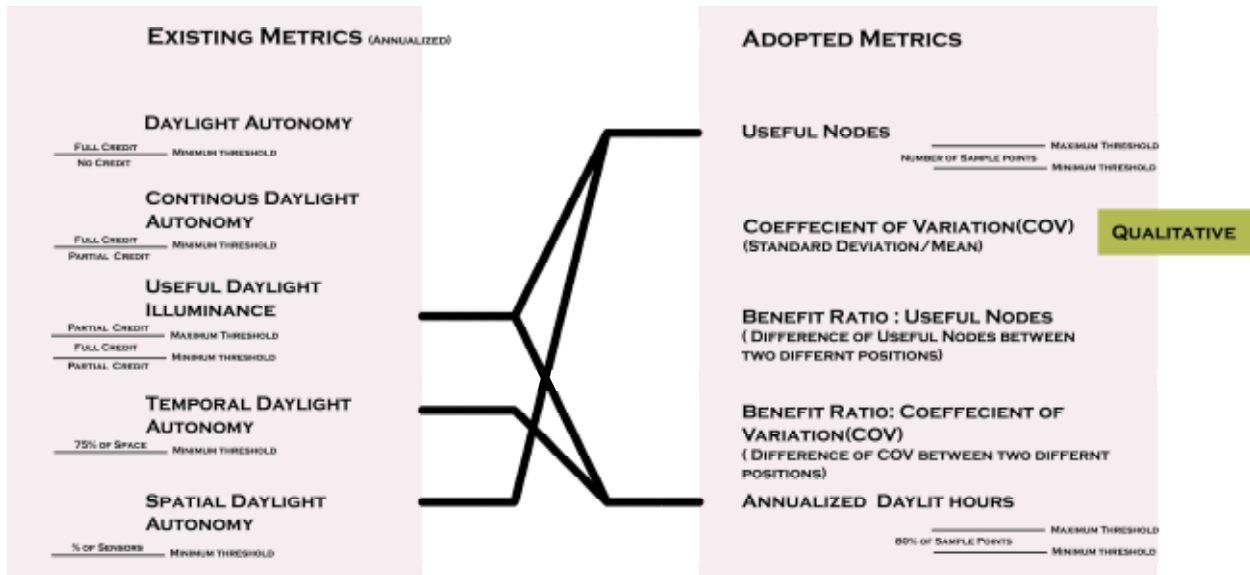 EXISTING METRICS (ANNUALIZED)
DAYLIGHT AUTONOMY
FULL CREDIT
MINIMUM THRESHOLD
NO CREDIT
CONTINOUS DAYLIGHT
AUTONOMY
FULL CREDIT
MINIMUM THRESHOLD
PARTIAL CREDIT
USEFUL DAYLIGHT
ILLUMINANCE
PARTIAL CREDIT
MAXIMUM THRESHOLD
FULL CREDIT
MINIMUM THRESHOLD
PARTIAL CREDIT
TEMPORAL DAYLIGHT
AUTONOMY
75% OF SPACE
MINIMUM THRESHOLD
SPATIAL DAYLIGHT
AUTONOMY
% OF SENSORS
MINIMUM THRESHOLD
ADOPTED METRICS
USEFUL NODES
MAXIMUM THRESHOLD
NUMBER OF SAMPLE POINTS
MINIMUM THRESHOLD
COEFFECIENT OF VARIATION(COV)
(STANDARD DEVIATION/MEAN)
QUALITATIVE
BENEFIT RATIO : USEFUL NODES
( DIFFERENCE OF USEFUL NODES BETWEEN
TWO DIFFERNT POSITIONS)
BENEFIT RATIO: COEFFECIENT OF
VARIATION(COV)
( DIFFERENCE OF COV BETWEEN TWO DIFFERNT
POSITIONS)
ANNUALIZED DAYLIT HOURS
MAXIMUM THRESHOLD
80% OF SAMPLE POINTS
MINIMUM THRESHOLD